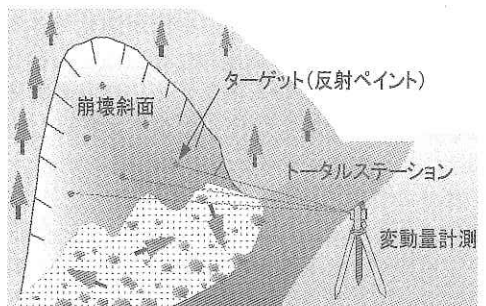 ターゲット(反射ペイント)
崩壊斜面
トータルステーション
変動量計測